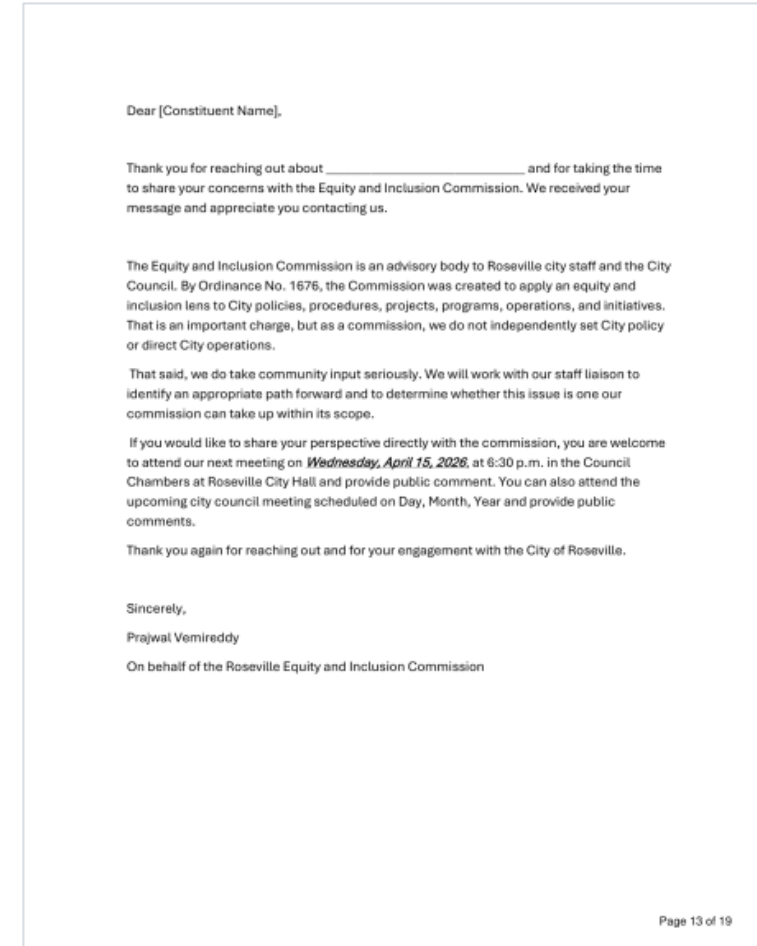 Dear [Constituent Name],
Thank you for reaching out about ______________________________ and for taking the time
to share your concerns with the Equity and Inclusion Commission. We received your
message and appreciate you contacting us.
The Equity and Inclusion Commission is an advisory body to Roseville city staff and the City
Council. By Ordinance No. 1676, the Commission was created to apply an equity and
inclusion lens to City policies, procedures, projects, programs, operations, and initiatives.
That is an important charge, but as a commission, we do not independently set City policy
or direct City operations.
That said, we do take community input seriously. We will work with our staff liaison to
identify an appropriate path forward and to determine whether this issue is one our
commission can take up within its scope.
If you would like to share your perspective directly with the commission, you are welcome
to attend our next meeting on Wednesday, April 15, 2026, at 6:30 p.m. in the Council
Chambers at Roseville City Hall and provide public comment. You can also attend the
upcoming city council meeting scheduled on Day, Month, Year and provide public
comments.
Thank you again for reaching out and for your engagement with the City of Roseville.
Sincerely,
Prajwal Vemireddy
On behalf of the Roseville Equity and Inclusion Commission
Page 13 of 19